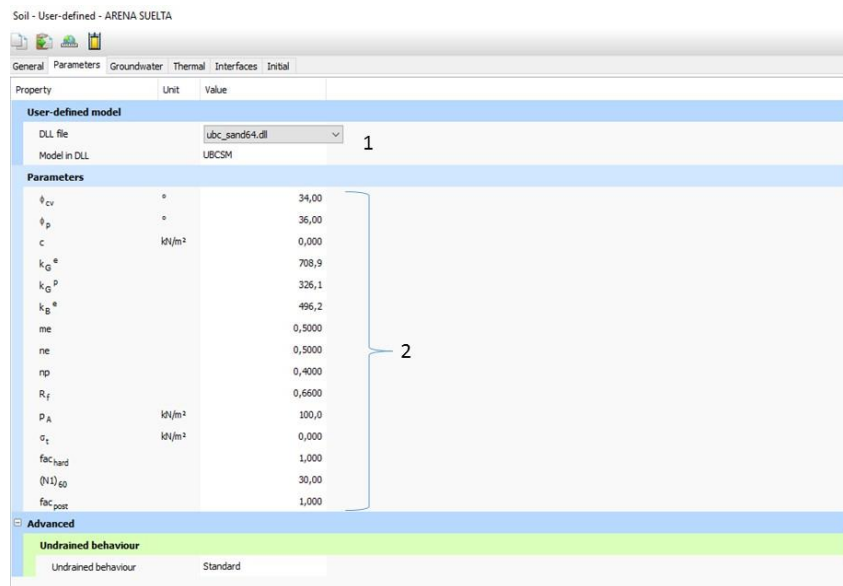 Soil - User-defined - ARENA SUELTA
General Parameters Groundwater Thermal Interfaces Initial
Property Unit Value
User-defined model
DLL file ubc_sand64.dll
1
Model in DLL UBCSM
Parameters
ϕcv ° 34,00
ϕp ° 36,00
c kN/m² 0,000
kG^e 708,9
kG^p 326,1
kB^e 496,2
me 0,5000
ne 0,5000
2
np 0,4000
Rf 0,6600
pA kN/m² 100,0
σt kN/m² 0,000
fachard 1,000
(N1)60 30,00
facpost 1,000
Advanced
Undrained behaviour
Undrained behaviour Standard